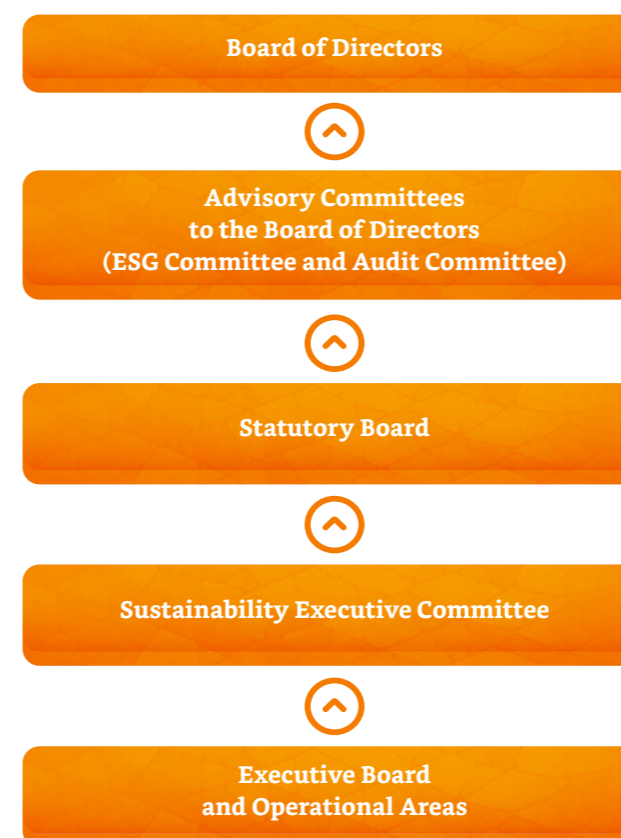 Board of Directors
Advisory Committees
to the Board of Directors
(ESG Committee and Audit Committee)
Statutory Board
Sustainability Executive Committee
Executive Board
and Operational Areas